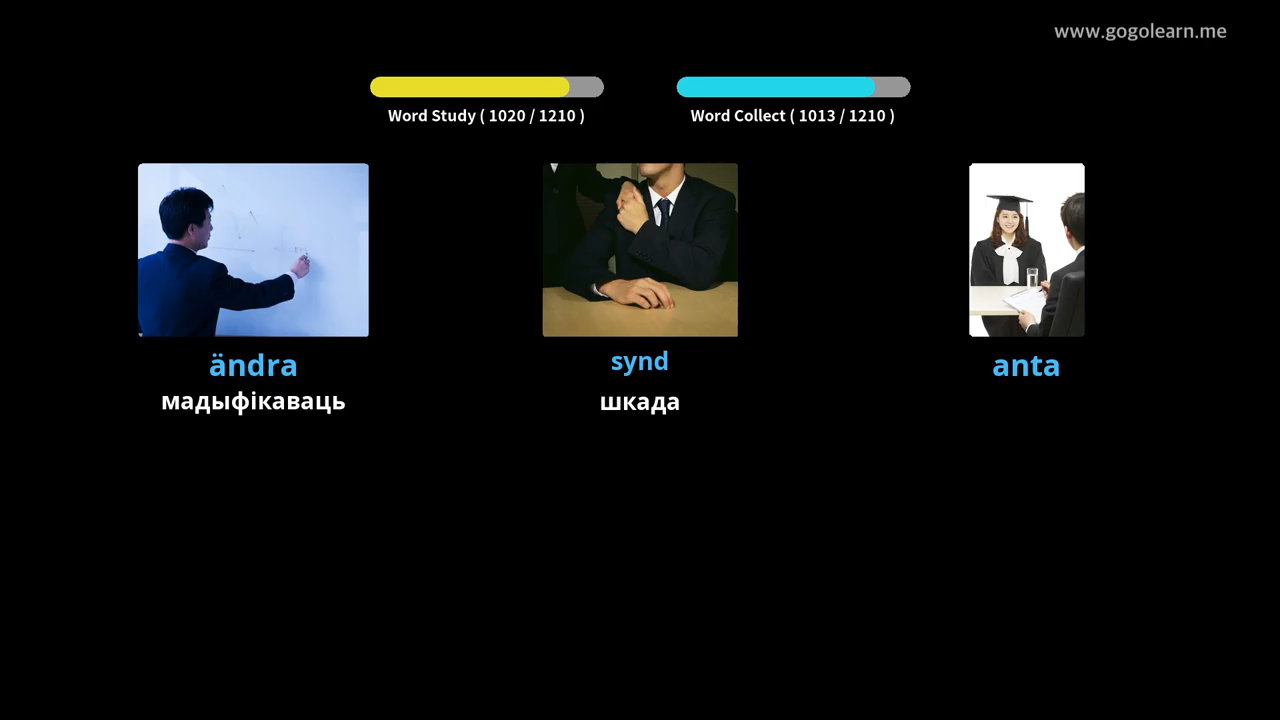 www.gogolearn.me
Word Study ( 1020 / 1210 )
Word Collect ( 1013 / 1210 )
ändra
мадыфікаваць
synd
шкада
anta